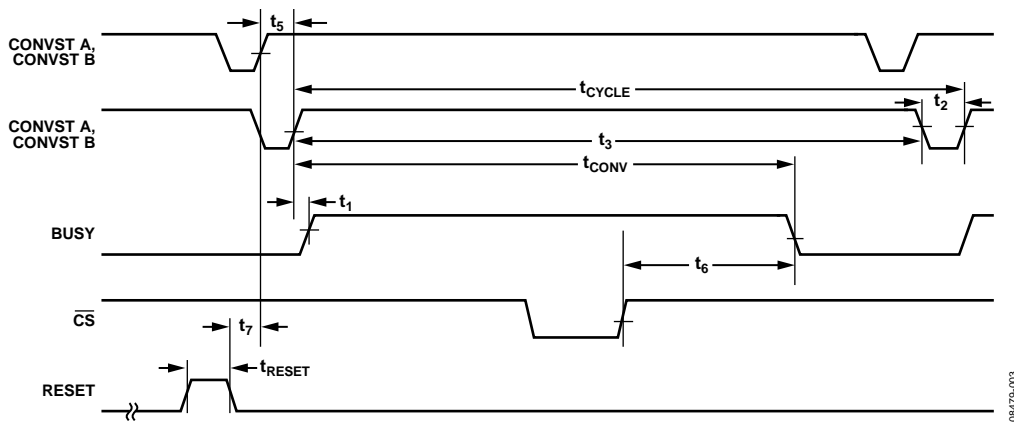 t5
CONVST A,
CONVST B
tCYCLE
t2
CONVST A,
CONVST B
t3
tCONV
t1
BUSY
t6
CS
t7
tRESET
RESET
08479-003